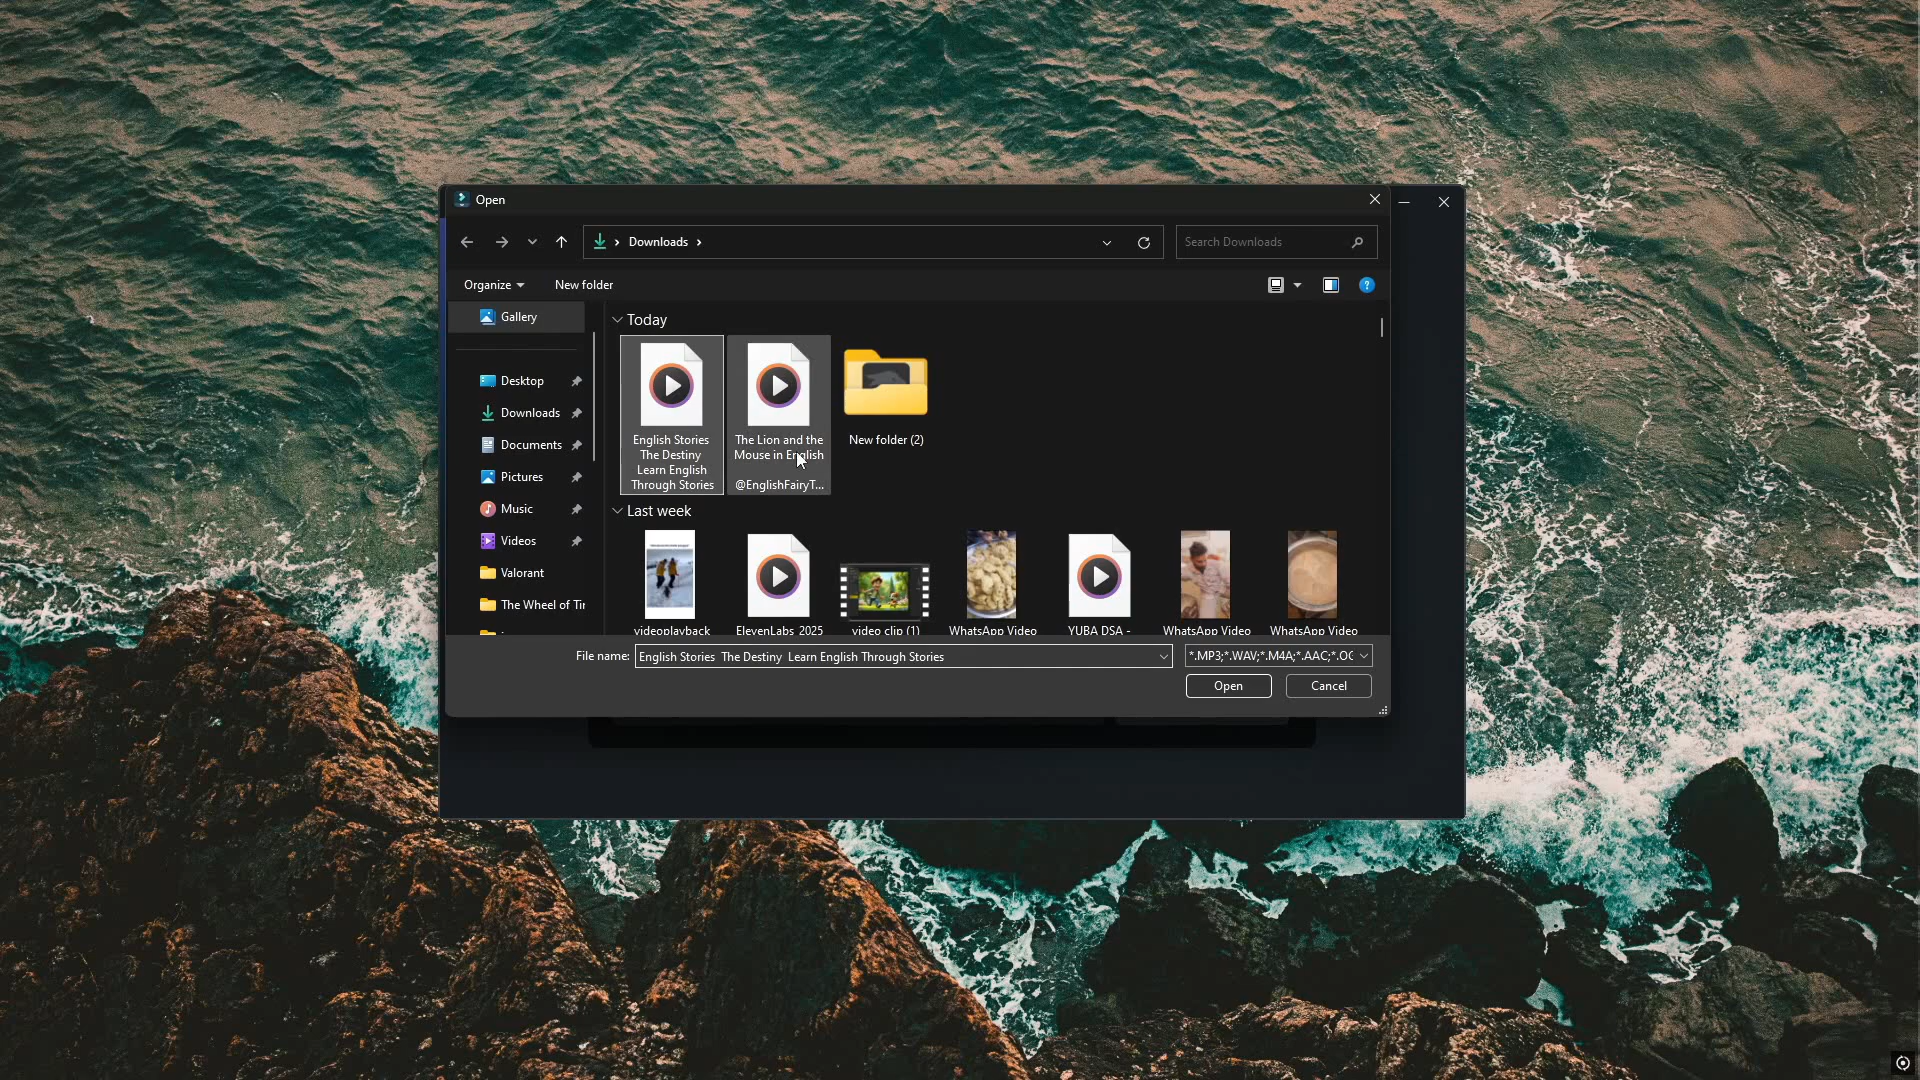 Open
Downloads
Search Downloads
Organize
New folder
Gallery
Desktop
Downloads
Documents
Pictures
Music
Videos
Valorant
The Wheel of Tir
Today
English Stories
The Destiny
Learn English
Through Stories
The Lion and the
Mouse in English
@EnglishFairyT...
New folder (2)
Last week
videoplayback
ElevenLabs_2025
video clip (1)
WhatsApp Video
YUBA DSA -
WhatsApp Video
WhatsApp Video
File name:
English Stories  The Destiny  Learn English Through Stories
*.MP3;*.WAV;*.M4A;*.AAC;*.OG
Open
Cancel